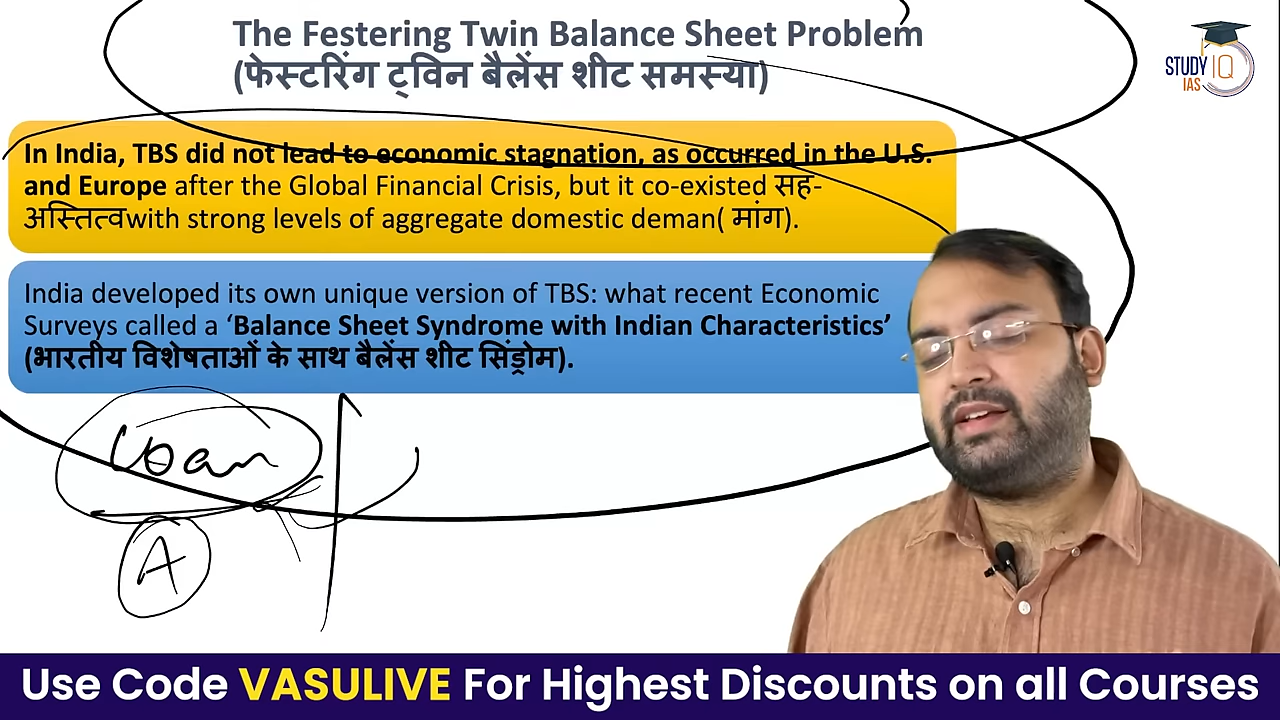 The Festering Twin Balance Sheet Problem
(फेस्टरिंग ट्विन बैलेंस शीट समस्या)
STUDY IQ
IAS
In India, TBS did not lead to economic stagnation, as occurred in the U.S.
and Europe after the Global Financial Crisis, but it co-existed सह-
अस्तित्वwith strong levels of aggregate domestic deman( मांग).
India developed its own unique version of TBS: what recent Economic
Surveys called a ‘Balance Sheet Syndrome with Indian Characteristics’
(भारतीय विशेषताओं के साथ बैलेंस शीट सिंड्रोम).
Loan
A
Use Code VASULIVE For Highest Discounts on all Courses